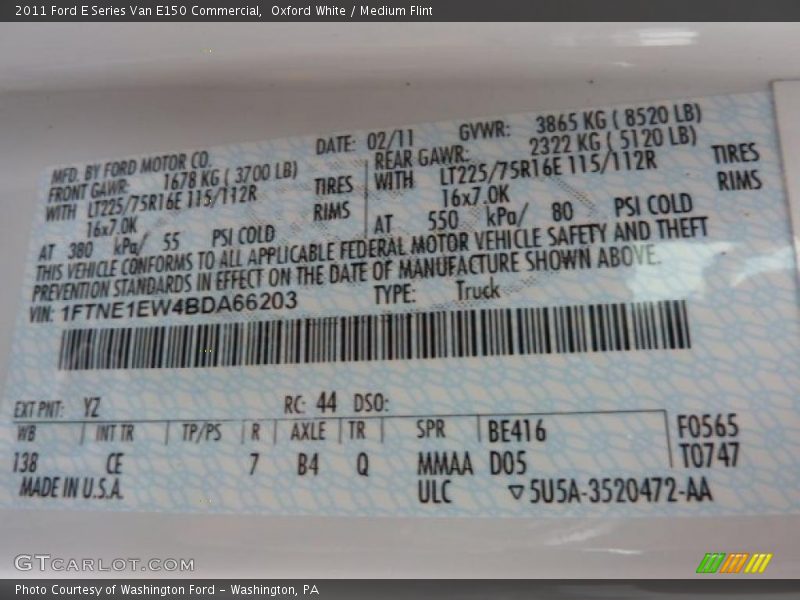 2011 Ford E Series Van E150 Commercial, Oxford White / Medium Flint
MFD. BY FORD MOTOR CO.
DATE: 02/11 GVWR: 3865 KG ( 8520 LB)
FRONT GAWR: 1678 KG ( 3700 LB)
REAR GAWR: 2322 KG ( 5120 LB)
WITH LT225/75R16E 115/112R TIRES
WITH LT225/75R16E 115/112R TIRES
16x7.0K RIMS
16x7.0K RIMS
AT 380 kPa/ 55 PSI COLD
AT 550 kPa/ 80 PSI COLD
THIS VEHICLE CONFORMS TO ALL APPLICABLE FEDERAL MOTOR VEHICLE SAFETY AND THEFT
PREVENTION STANDARDS IN EFFECT ON THE DATE OF MANUFACTURE SHOWN ABOVE.
VIN: 1FTNE1EW4BDA66203 TYPE: Truck
EXT PNT: YZ RC: 44 DSO:
WB INT TR TP/PS R AXLE TR SPR BE416 F0565
138 CE 7 B4 Q MMAA D05 T0747
MADE IN U.S.A. ULC ▽5U5A-3520472-AA
GTCARLOT.COM
Photo Courtesy of Washington Ford - Washington, PA